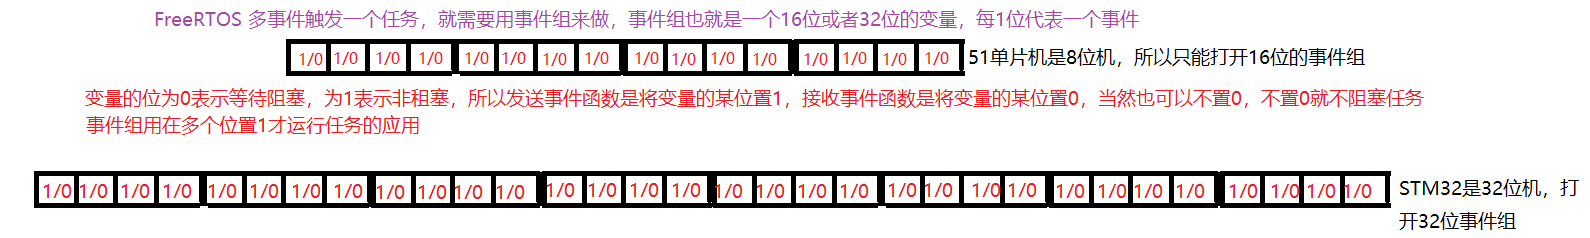 FreeRTOS 多事件触发一个任务，就需要用事件组来做，事件组也就是一个16位或者32位的变量，每1位代表一个事件
1/0 1/0 1/0 1/0 1/0 1/0 1/0 1/0 1/0 1/0 1/0 1/0 1/0 1/0 1/0 1/0 51单片机是8位机，所以只能打开16位的事件组
变量的位为0表示等待阻塞，为1表示非租塞，所以发送事件函数是将变量的某位置1，接收事件函数是将变量的某位置0，当然也可以不置0，不置0就不阻塞任务
事件组用在多个位置1才运行任务的应用
1/0 1/0 1/0 1/0 1/0 1/0 1/0 1/0 1/0 1/0 1/0 1/0 1/0 1/0 1/0 1/0 1/0 1/0 1/0 1/0 1/0 1/0 1/0 1/0 1/0 1/0 1/0 1/0 1/0 1/0 1/0 1/0 STM32是32位机，打
开32位事件组